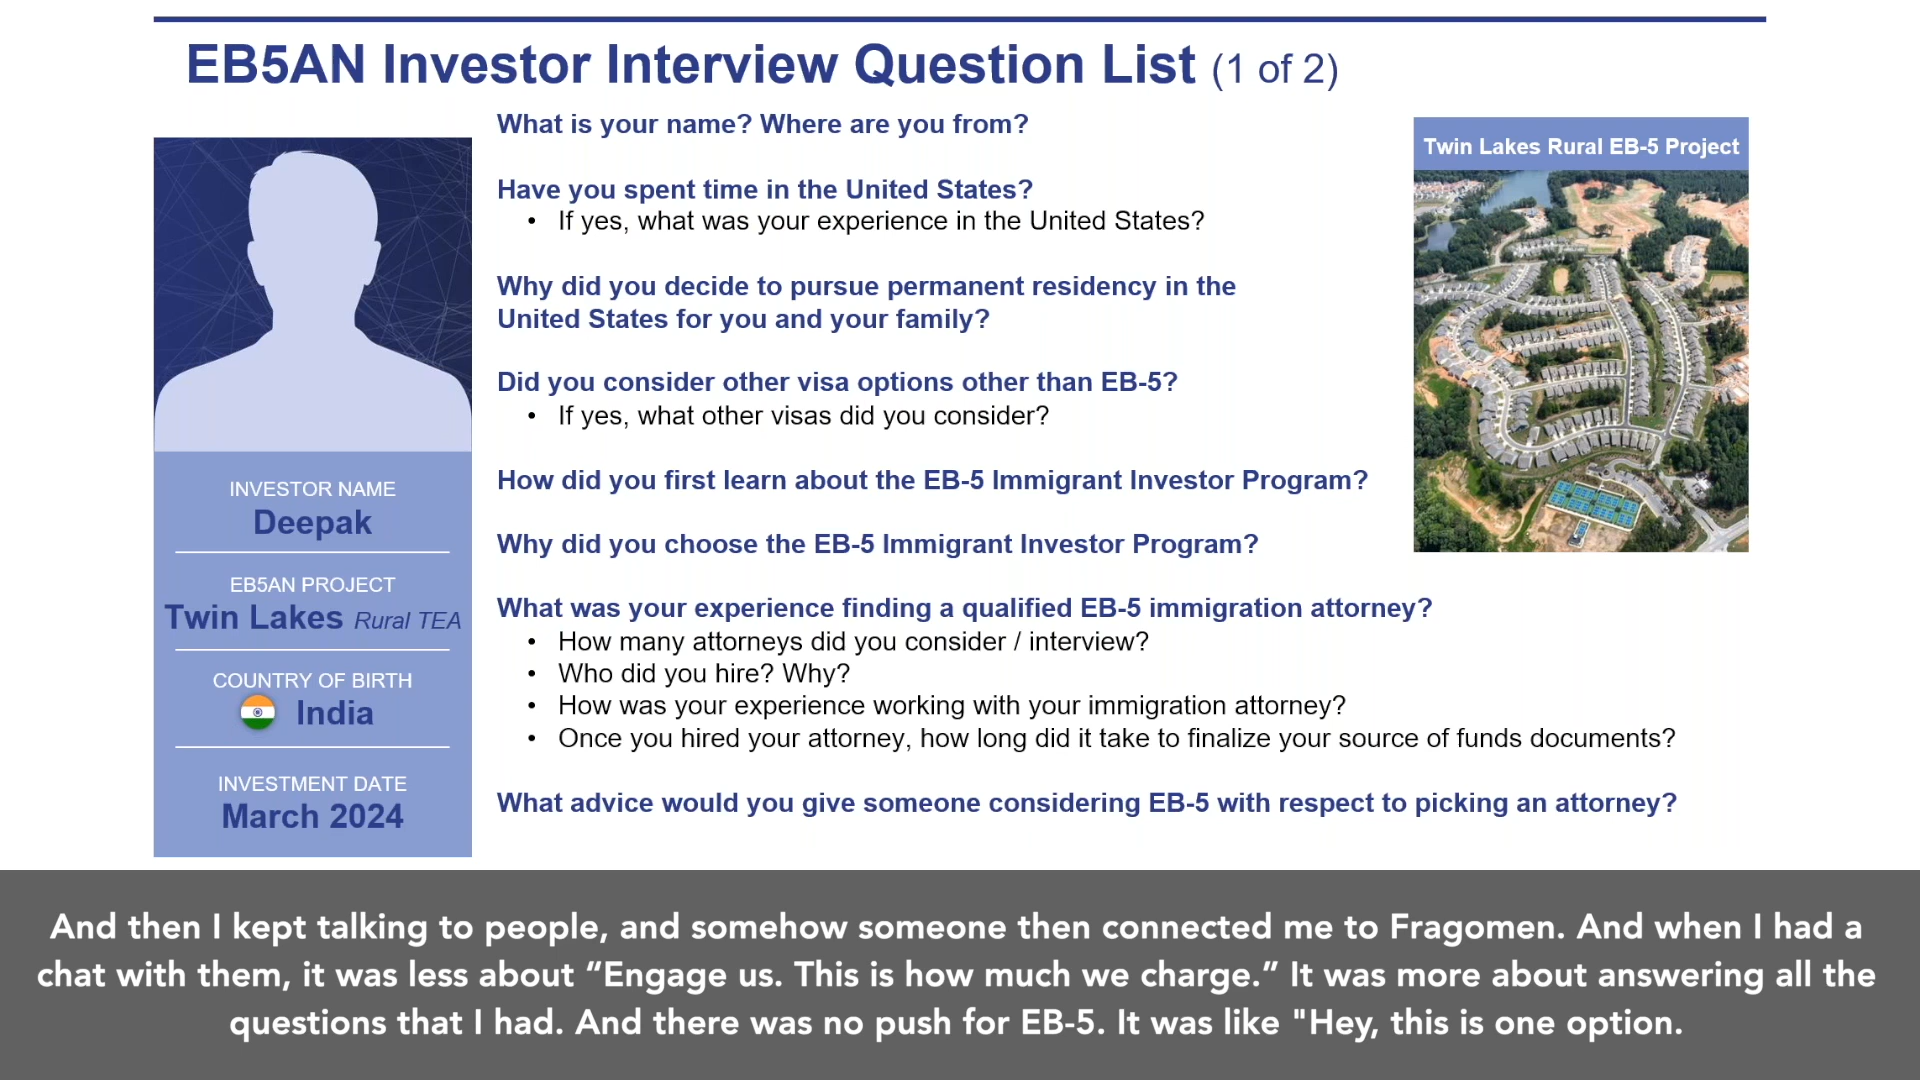 EB5AN Investor Interview Question List (1 of 2)
What is your name? Where are you from?
Have you spent time in the United States?
• If yes, what was your experience in the United States?
Why did you decide to pursue permanent residency in the
United States for you and your family?
Did you consider other visa options other than EB-5?
• If yes, what other visas did you consider?
How did you first learn about the EB-5 Immigrant Investor Program?
Why did you choose the EB-5 Immigrant Investor Program?
What was your experience finding a qualified EB-5 immigration attorney?
• How many attorneys did you consider / interview?
• Who did you hire? Why?
• How was your experience working with your immigration attorney?
• Once you hired your attorney, how long did it take to finalize your source of funds documents?
What advice would you give someone considering EB-5 with respect to picking an attorney?
Twin Lakes Rural EB-5 Project
INVESTOR NAME
Deepak
EB5AN PROJECT
Twin Lakes Rural TEA
COUNTRY OF BIRTH
India
INVESTMENT DATE
March 2024
And then I kept talking to people, and somehow someone then connected me to Fragomen. And when I had a
chat with them, it was less about “Engage us. This is how much we charge.” It was more about answering all the
questions that I had. And there was no push for EB-5. It was like "Hey, this is one option.